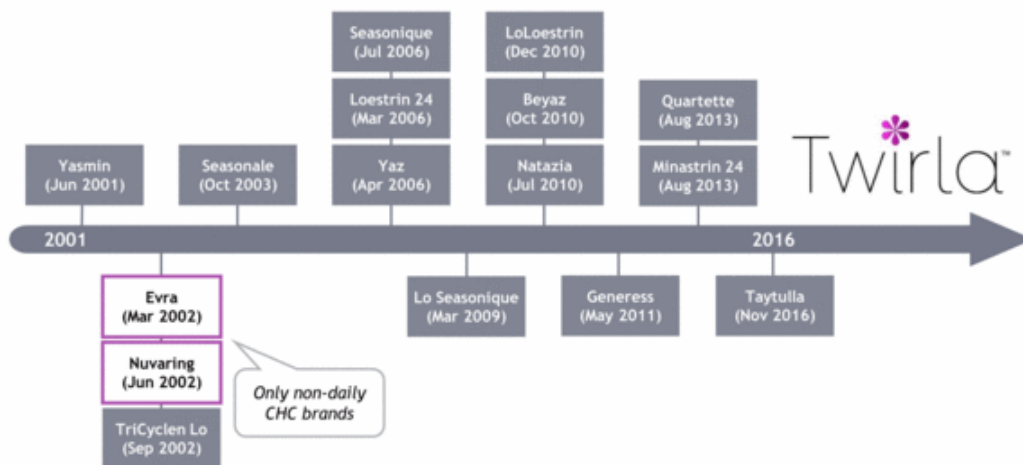 Seasonique
(Jul 2006)
LoLoestrin
(Dec 2010)
Loestrin 24
(Mar 2006)
Beyaz
(Oct 2010)
Quartette
(Aug 2013)
Yasmin
(Jun 2001)
Seasonale
(Oct 2003)
Yaz
(Apr 2006)
Natazia
(Jul 2010)
Minastrin 24
(Aug 2013)
Twirla™
2001
2016
Evra
(Mar 2002)
Lo Seasonique
(Mar 2009)
Generess
(May 2011)
Taytulla
(Nov 2016)
Nuvaring
(Jun 2002)
Only non-daily
CHC brands
TriCyclen Lo
(Sep 2002)